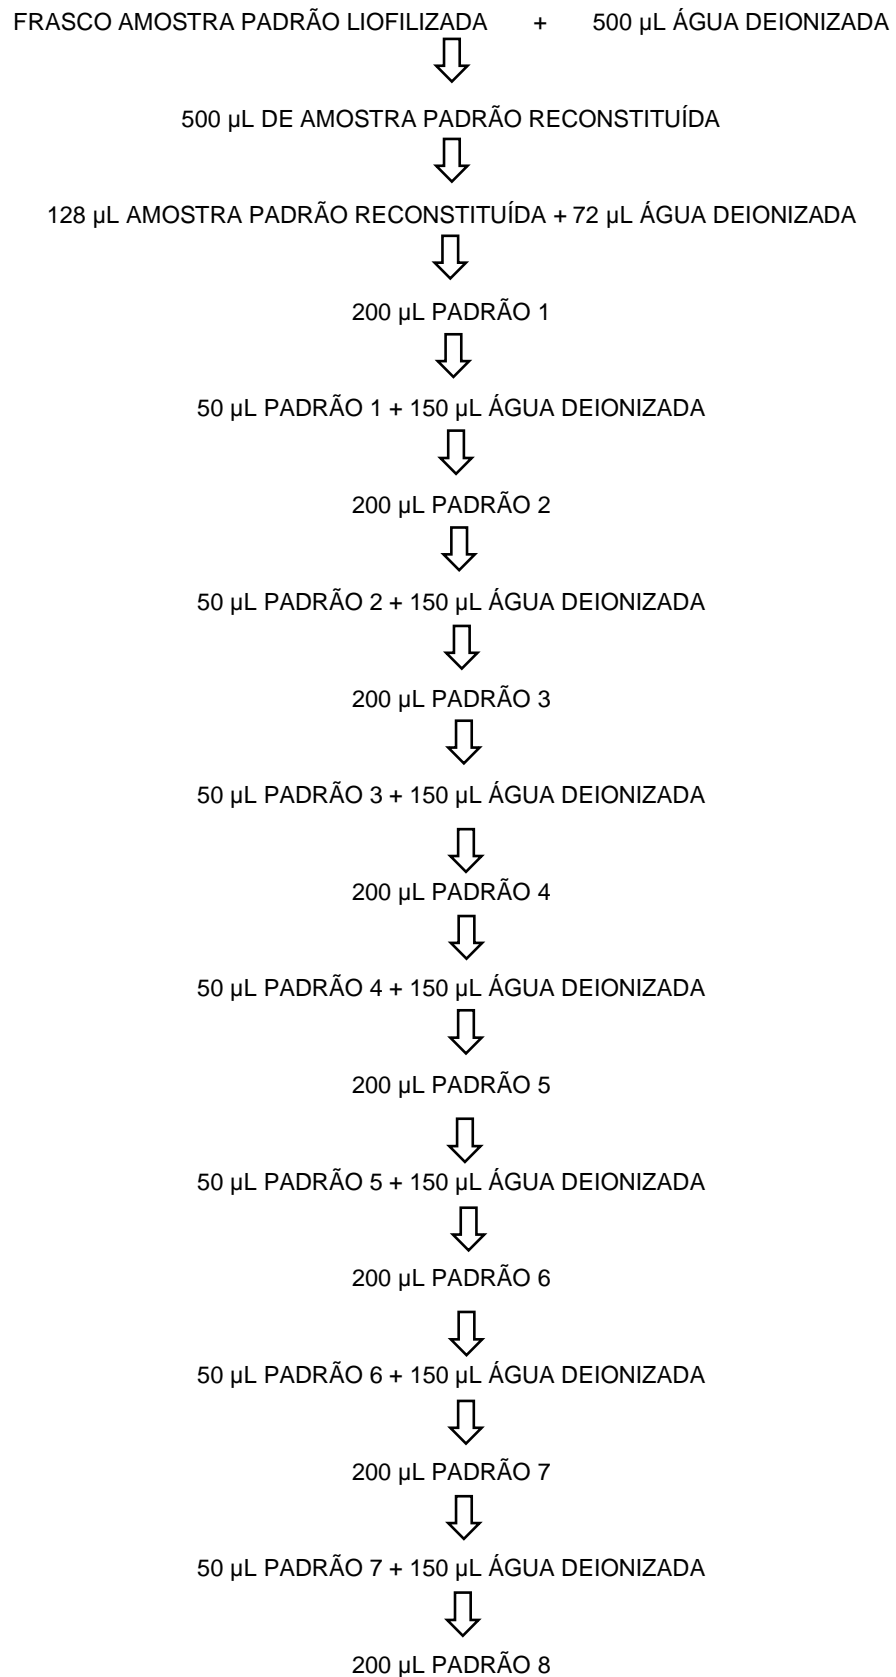 FRASCO AMOSTRA PADRÃO LIOFILIZADA + 500 µL ÁGUA DEIONIZADA
500 µL DE AMOSTRA PADRÃO RECONSTITUÍDA
128 µL AMOSTRA PADRÃO RECONSTITUÍDA + 72 µL ÁGUA DEIONIZADA
200 µL PADRÃO 1
50 µL PADRÃO 1 + 150 µL ÁGUA DEIONIZADA
200 µL PADRÃO 2
50 µL PADRÃO 2 + 150 µL ÁGUA DEIONIZADA
200 µL PADRÃO 3
50 µL PADRÃO 3 + 150 µL ÁGUA DEIONIZADA
200 µL PADRÃO 4
50 µL PADRÃO 4 + 150 µL ÁGUA DEIONIZADA
200 µL PADRÃO 5
50 µL PADRÃO 5 + 150 µL ÁGUA DEIONIZADA
200 µL PADRÃO 6
50 µL PADRÃO 6 + 150 µL ÁGUA DEIONIZADA
200 µL PADRÃO 7
50 µL PADRÃO 7 + 150 µL ÁGUA DEIONIZADA
200 µL PADRÃO 8